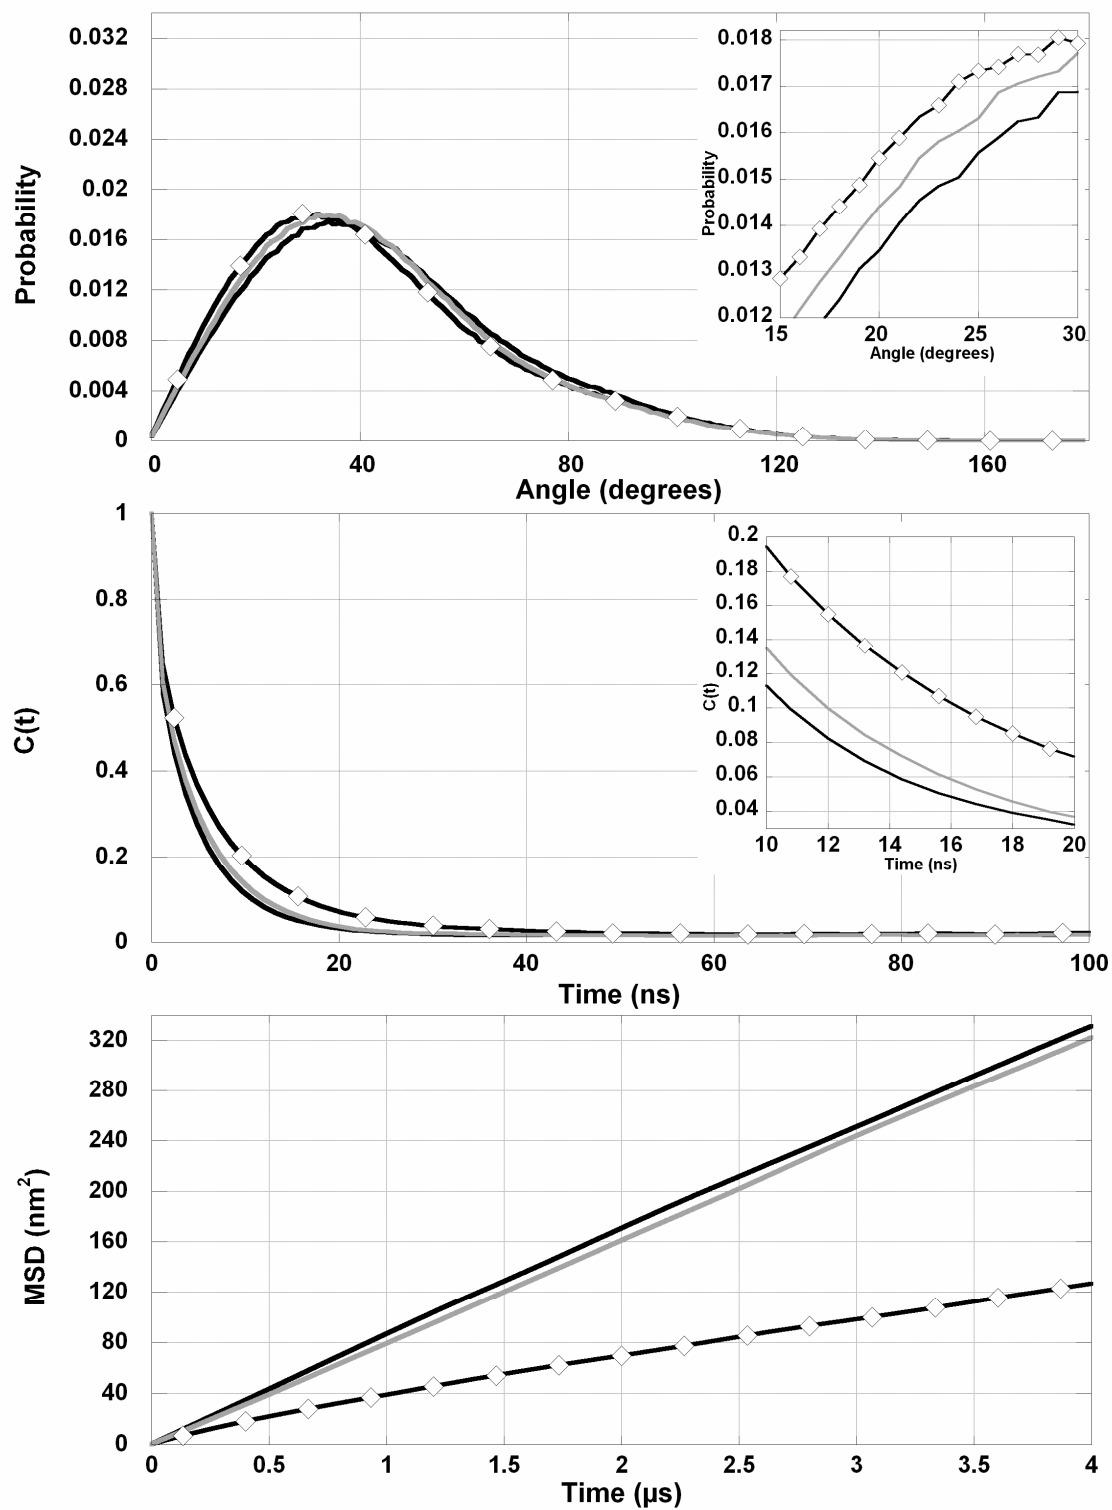 0.032
0.028
0.024
0.02
0.016
0.012
0.008
0.004
0
Probability
0 40 80 120 160
Angle (degrees)
0.018
0.017
0.016
0.015
0.014
0.013
0.012
Probability
15 20 25 30
Angle (degrees)
1
0.8
0.6
0.4
0.2
0
C(t)
0 20 40 60 80 100
Time (ns)
0.2
0.18
0.16
0.14
0.12
0.1
0.08
0.06
0.04
C(t)
10 12 14 16 18 20
Time (ns)
320
280
240
200
160
120
80
40
0
MSD (nm²)
0 0.5 1 1.5 2 2.5 3 3.5 4
Time (µs)